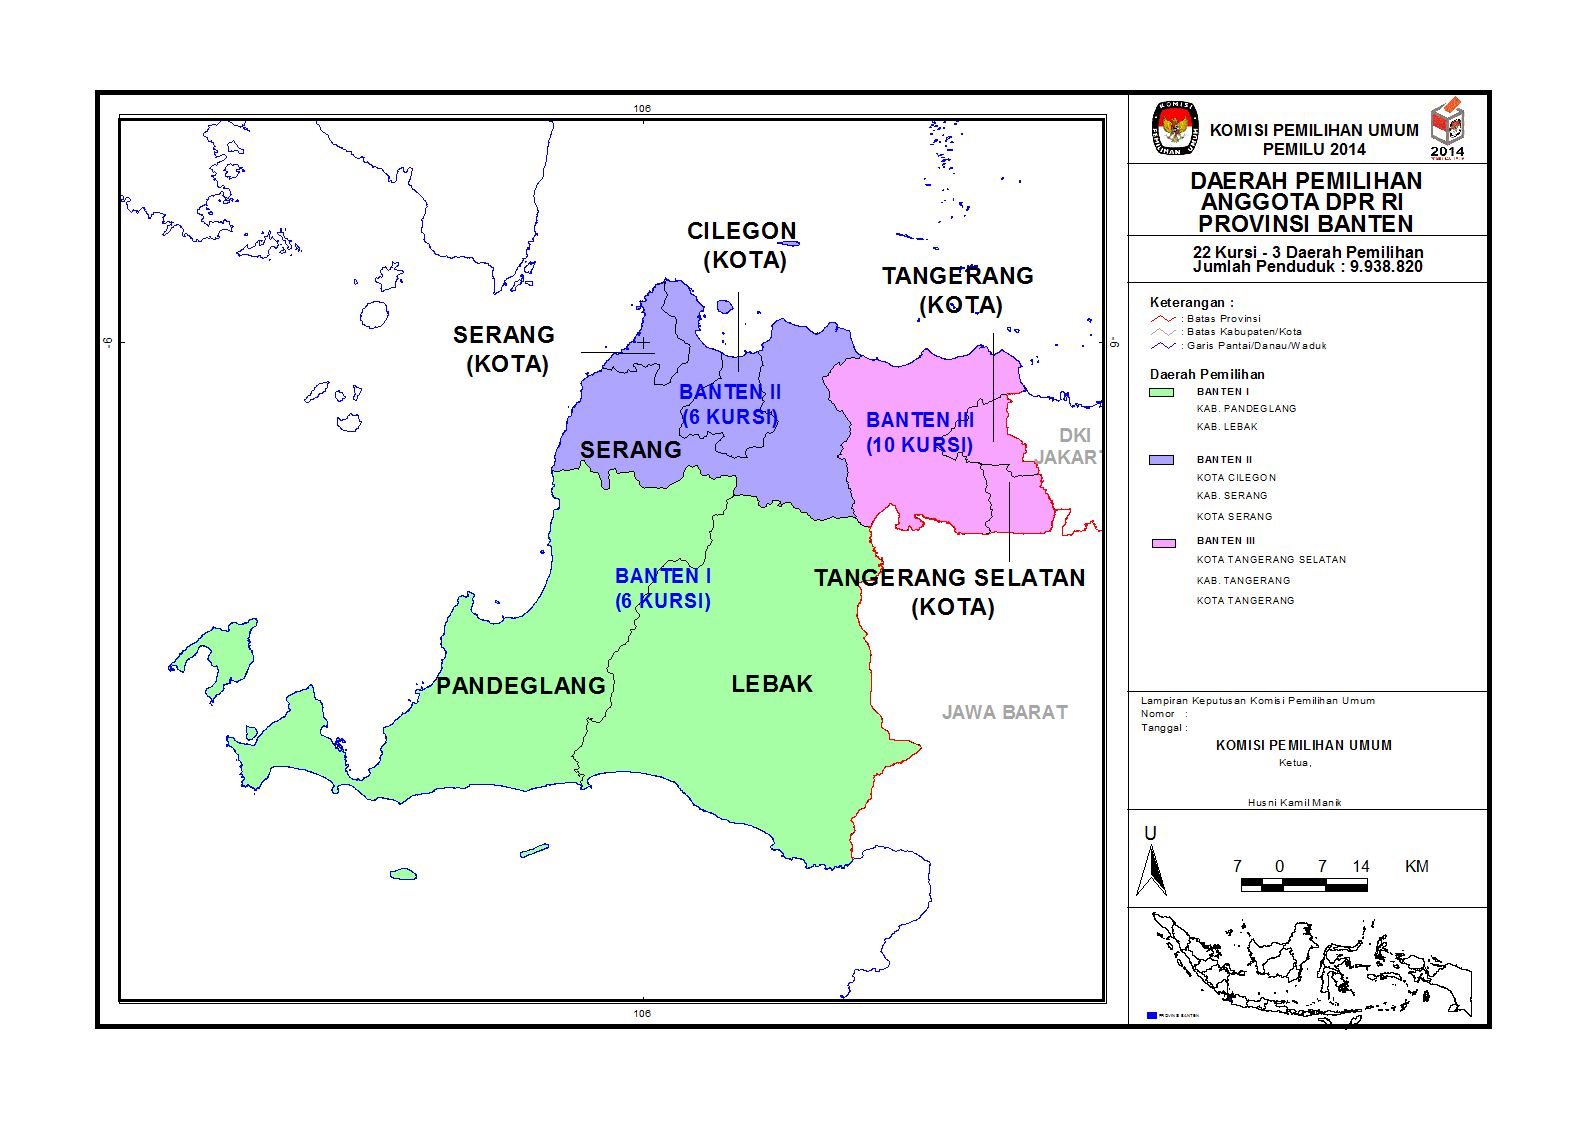 106
CILEGON
(KOTA)
TANGERANG
(KOTA)
SERANG
(KOTA)
-6
-6
BANTEN II
(6 KURSI)
BANTEN III
(10 KURSI)
DKI
JAKART
SERANG
BANTEN I
(6 KURSI)
TANGERANG SELATAN
(KOTA)
PANDEGLANG
LEBAK
JAWA BARAT
106
KOMISI
PEMILIHAN UMUM
KOMISI PEMILIHAN UMUM
PEMILU 2014
2014
DAERAH PEMILIHAN
ANGGOTA DPR RI
PROVINSI BANTEN
22 Kursi - 3 Daerah Pemilihan
Jumlah Penduduk : 9.938.820
Keterangan :
: Batas Provinsi
: Batas Kabupaten/Kota
: Garis Pantai/Danau/Waduk
Daerah Pemilihan
BANTEN I
KAB. PANDEGLANG
KAB. LEBAK
BANTEN II
KOTA CILEGON
KAB. SERANG
KOTA SERANG
BANTEN III
KOTA TANGERANG SELATAN
KAB. TANGERANG
KOTA TANGERANG
Lampiran Keputusan Komisi Pemilihan Umum
Nomor :
Tanggal :
KOMISI PEMILIHAN UMUM
Ketua,
Husni Kamil Manik
U
7 0 7 14 KM
PROVINSI BANTEN